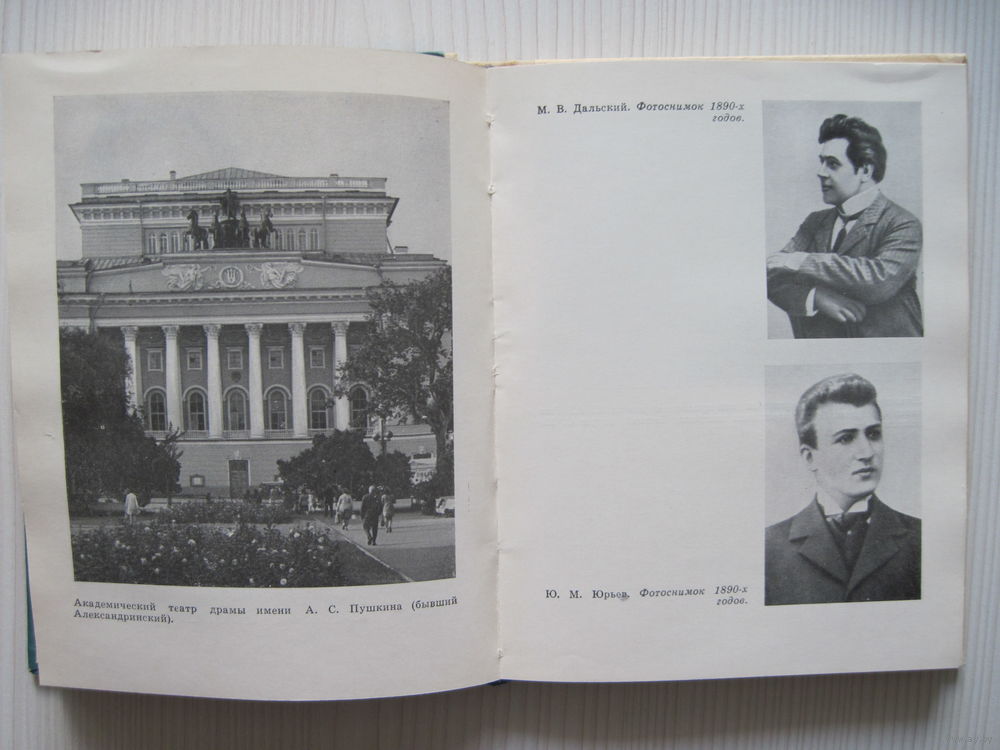 Академический театр драмы имени А. С. Пушкина (бывший
Александринский).
М. В. Дальский. Фотоснимок 1890-х
годов.
Ю. М. Юрьев. Фотоснимок 1890-х
годов.